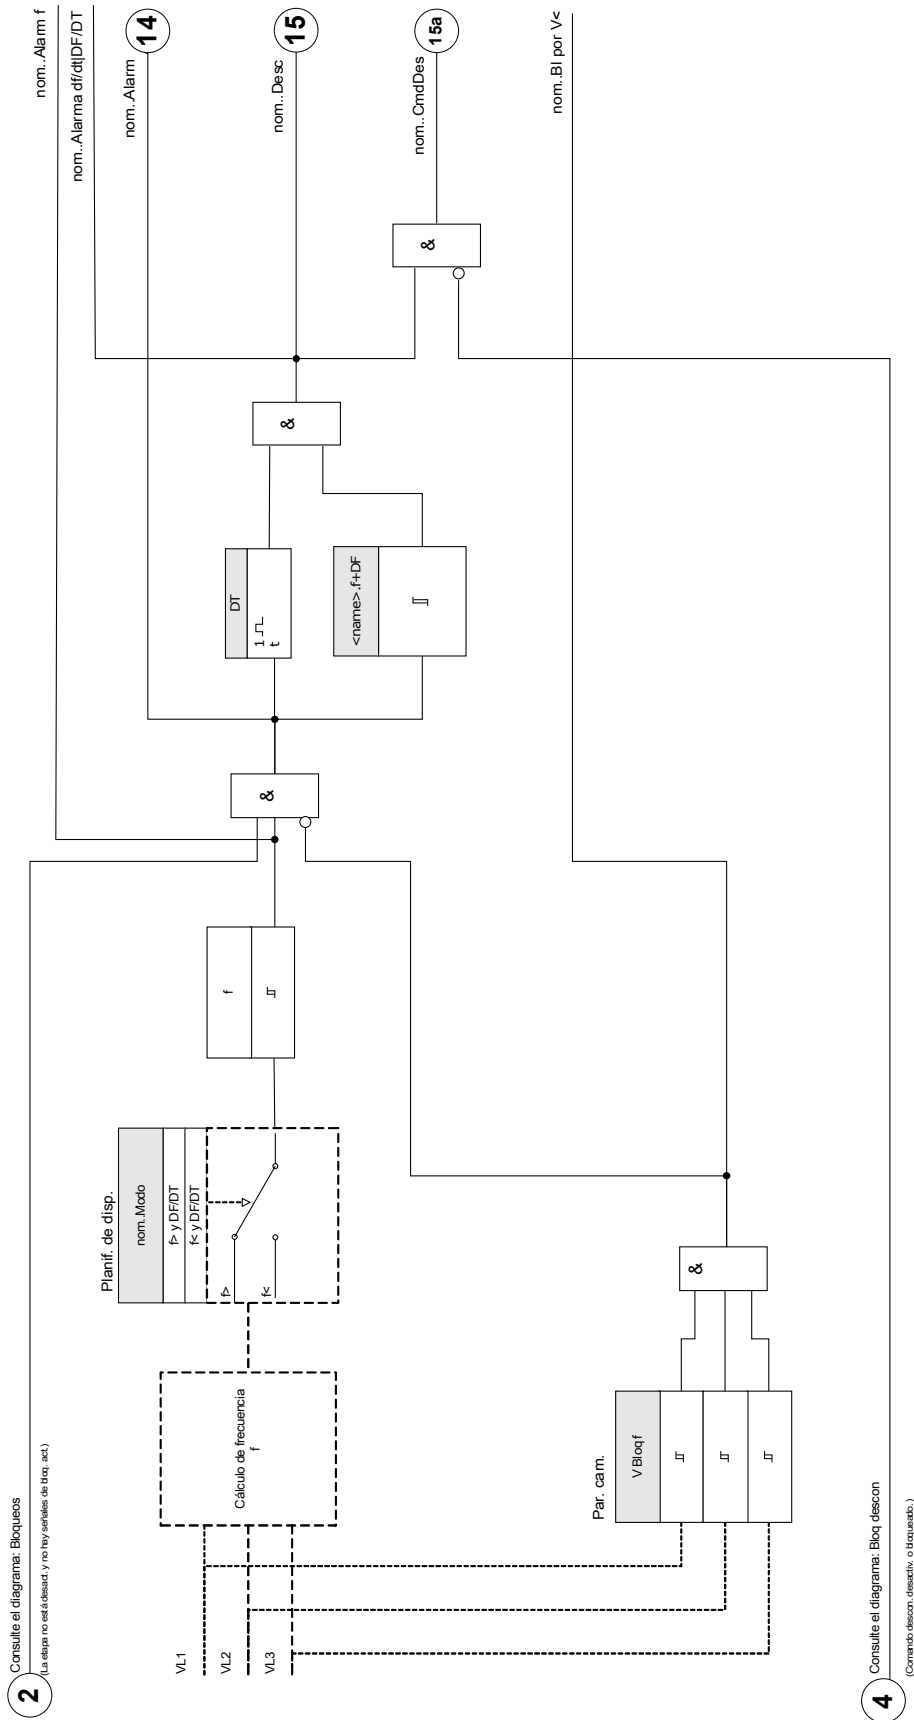 2
Consulte el diagrama: Bloqueos
(La etapa no está desact. y no hay señales de bloq. act.)
VL1
VL2
VL3
Cálculo de frecuencia
f
Planif. de disp.
nom.Modo
f> y DF/DT
f< y DF/DT
f>
f<
f
&
DT
1
t
<name>.f+DF
&
&
nom..Alarm f
nom..Alarma df/dt|DF/DT
nom..Alarm
14
nom..Desc
15
nom..CmdDes
15a
nom..Bl por V<
Par. cam.
V Bloq f
&
4
Consulte el diagrama: Bloq descon
(Comando descon. desactiv. o bloqueado.)